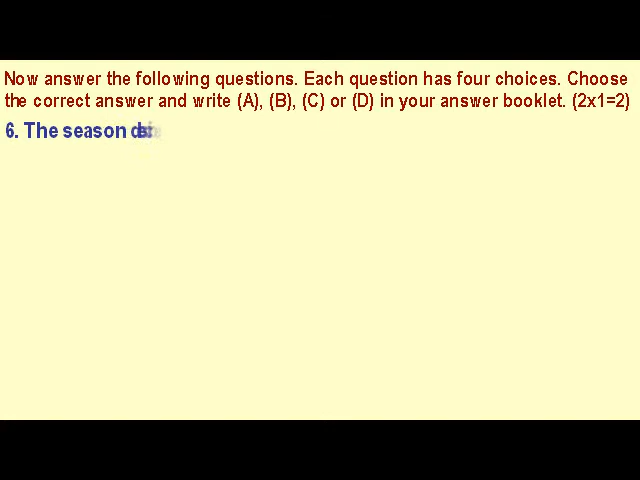 Now answer the following questions. Each question has four choices. Choose
the correct answer and write (A), (B), (C) or (D) in your answer booklet. (2x1=2)
6. The season